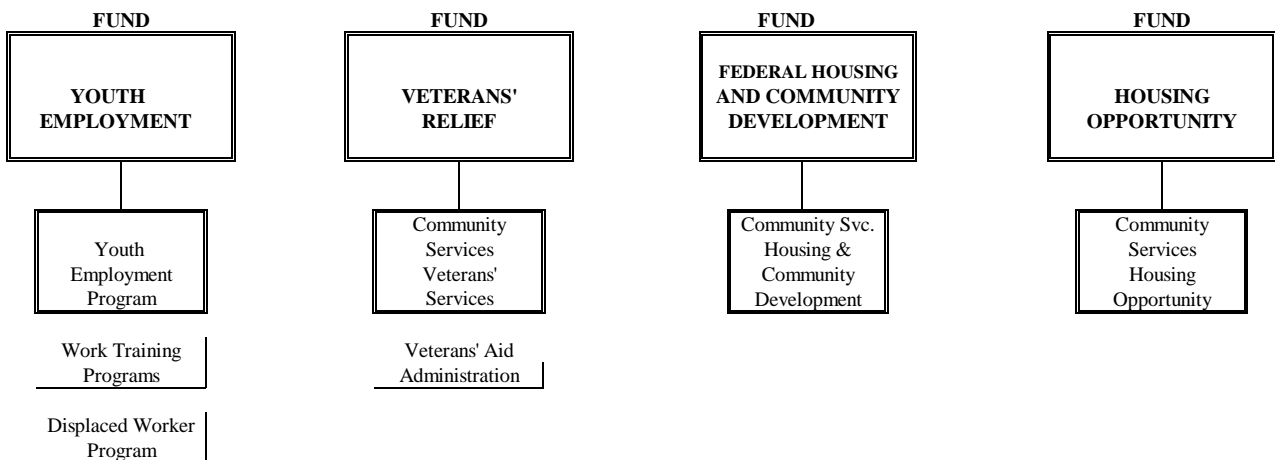 FUND
YOUTH
EMPLOYMENT
Youth
Employment
Program
Work Training
Programs
Displaced Worker
Program
FUND
VETERANS'
RELIEF
Community
Services
Veterans'
Services
Veterans' Aid
Administration
FUND
FEDERAL HOUSING
AND COMMUNITY
DEVELOPMENT
Community Svc.
Housing &
Community
Development
FUND
HOUSING
OPPORTUNITY
Community
Services
Housing
Opportunity